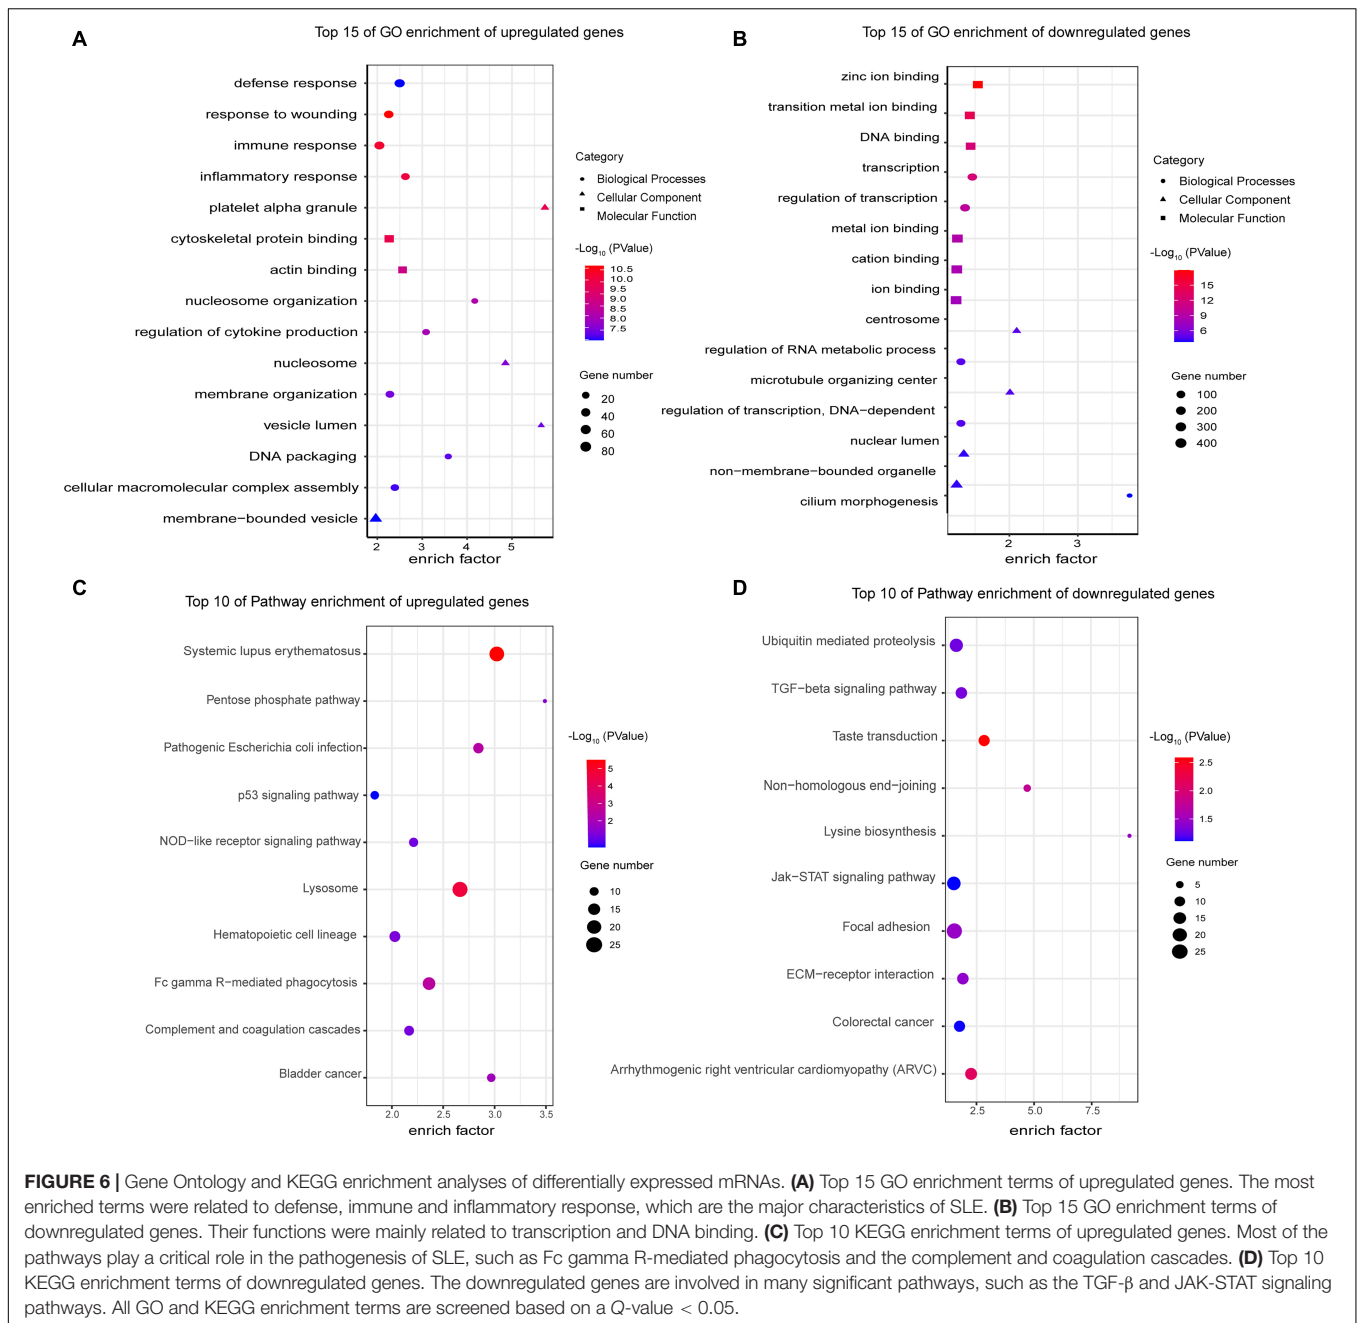 A
Top 15 of GO enrichment of upregulated genes
defense response
response to wounding
immune response
inflammatory response
platelet alpha granule
cytoskeletal protein binding
actin binding
nucleosome organization
regulation of cytokine production
nucleosome
membrane organization
vesicle lumen
DNA packaging
cellular macromolecular complex assembly
membrane−bounded vesicle
2 3 4 5
enrich factor
Category
Biological Processes
Cellular Component
Molecular Function
-Log10 (PValue)
10.5
10.0
9.5
9.0
8.5
8.0
7.5
Gene number
20
40
60
80
B
Top 15 of GO enrichment of downregulated genes
zinc ion binding
transition metal ion binding
DNA binding
transcription
regulation of transcription
metal ion binding
cation binding
ion binding
centrosome
regulation of RNA metabolic process
microtubule organizing center
regulation of transcription, DNA−dependent
nuclear lumen
non−membrane−bounded organelle
cilium morphogenesis
2 3
enrich factor
Category
Biological Processes
Cellular Component
Molecular Function
-Log10 (PValue)
15
12
9
6
Gene number
100
200
300
400
C
Top 10 of Pathway enrichment of upregulated genes
Systemic lupus erythematosus
Pentose phosphate pathway
Pathogenic Escherichia coli infection
p53 signaling pathway
NOD−like receptor signaling pathway
Lysosome
Hematopoietic cell lineage
Fc gamma R−mediated phagocytosis
Complement and coagulation cascades
Bladder cancer
2.0 2.5 3.0 3.5
enrich factor
-Log10 (PValue)
5
4
3
2
Gene number
10
15
20
25
D
Top 10 of Pathway enrichment of downregulated genes
Ubiquitin mediated proteolysis
TGF−beta signaling pathway
Taste transduction
Non−homologous end−joining
Lysine biosynthesis
Jak−STAT signaling pathway
Focal adhesion
ECM−receptor interaction
Colorectal cancer
Arrhythmogenic right ventricular cardiomyopathy (ARVC)
2.5 5.0 7.5
enrich factor
-Log10 (PValue)
2.5
2.0
1.5
Gene number
5
10
15
20
25
FIGURE 6 | Gene Ontology and KEGG enrichment analyses of differentially expressed mRNAs. (A) Top 15 GO enrichment terms of upregulated genes. The most
enriched terms were related to defense, immune and inflammatory response, which are the major characteristics of SLE. (B) Top 15 GO enrichment terms of
downregulated genes. Their functions were mainly related to transcription and DNA binding. (C) Top 10 KEGG enrichment terms of upregulated genes. Most of the
pathways play a critical role in the pathogenesis of SLE, such as Fc gamma R-mediated phagocytosis and the complement and coagulation cascades. (D) Top 10
KEGG enrichment terms of downregulated genes. The downregulated genes are involved in many significant pathways, such as the TGF-β and JAK-STAT signaling
pathways. All GO and KEGG enrichment terms are screened based on a Q-value < 0.05.